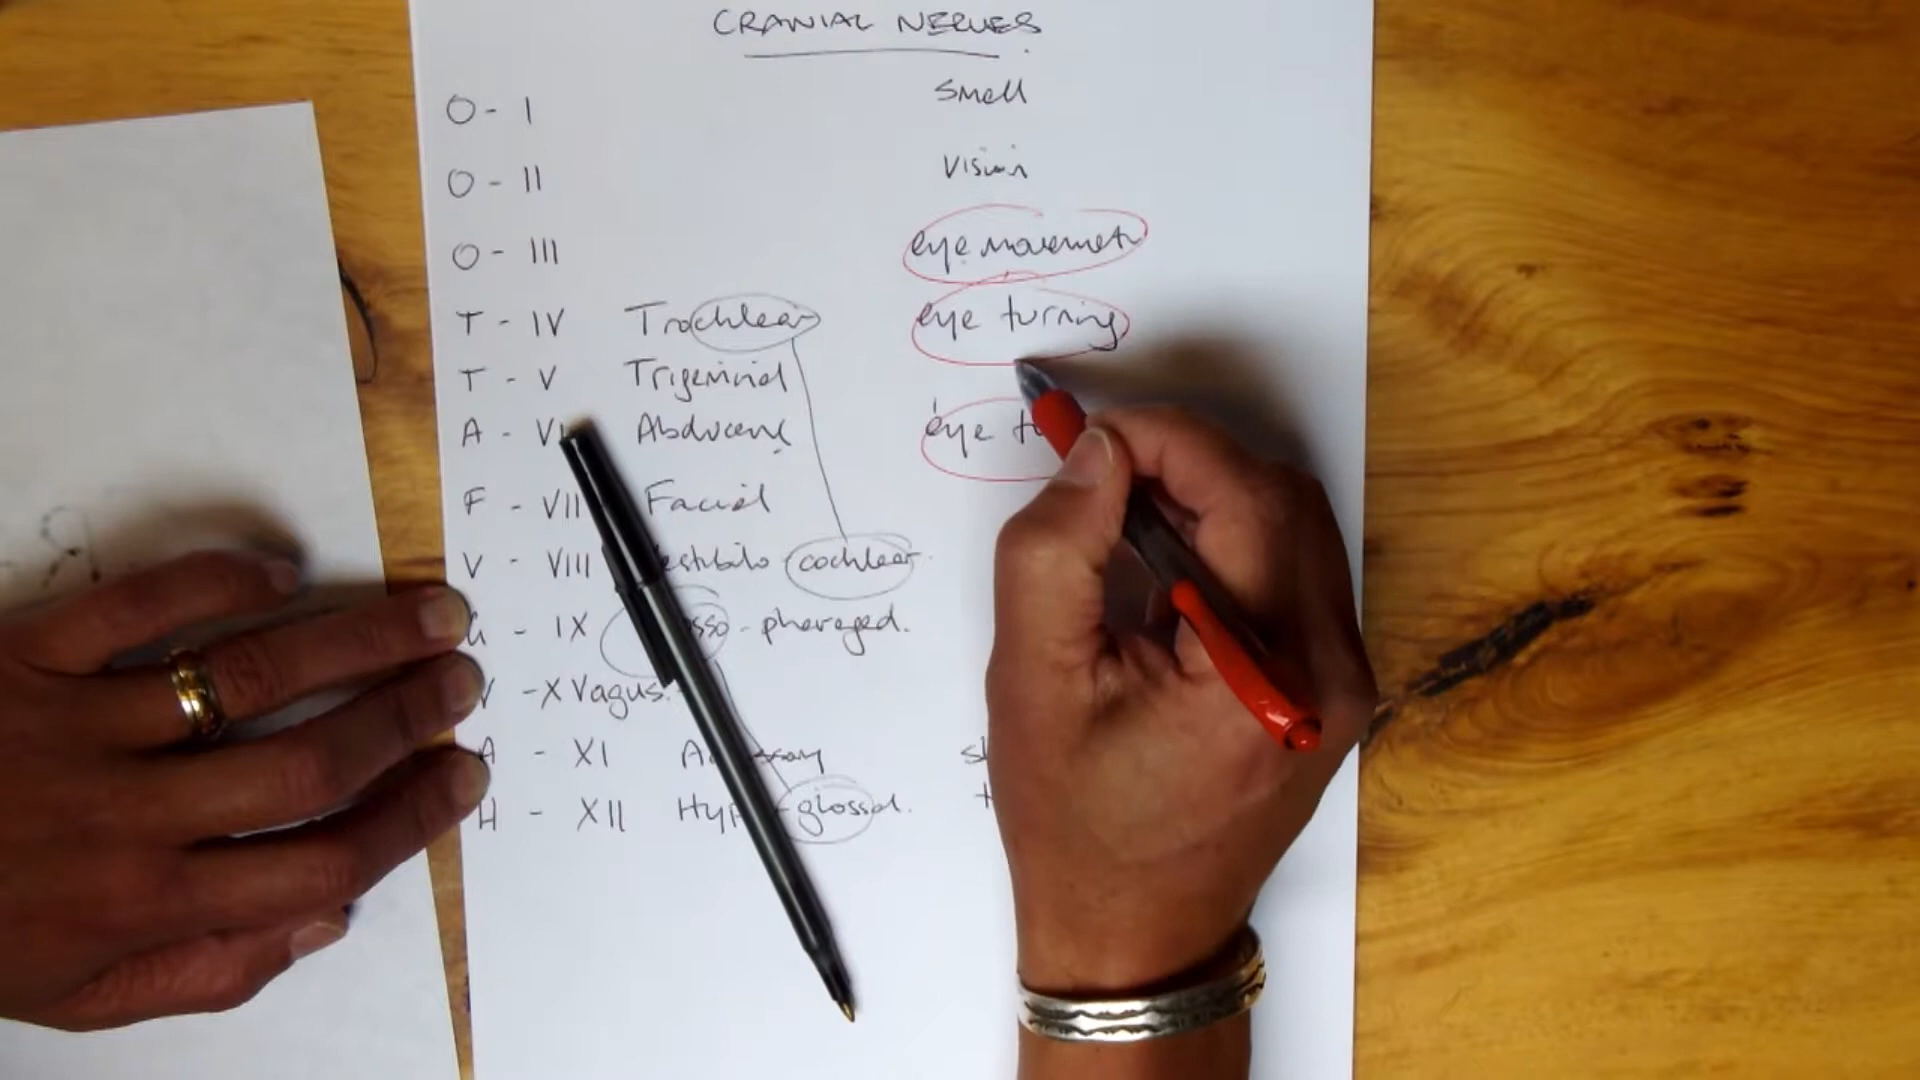 CRANIAL NERVES
O - I smell
O - II vision
O - III eye movement
T - IV Trochlear eye turning
T - V Trigeminal
A - VI Abducens eye
F - VII Facial
V - VIII cochlear
G - IX - pharyngeal.
V - X Vagus.
A - XI
H - XII glossal.